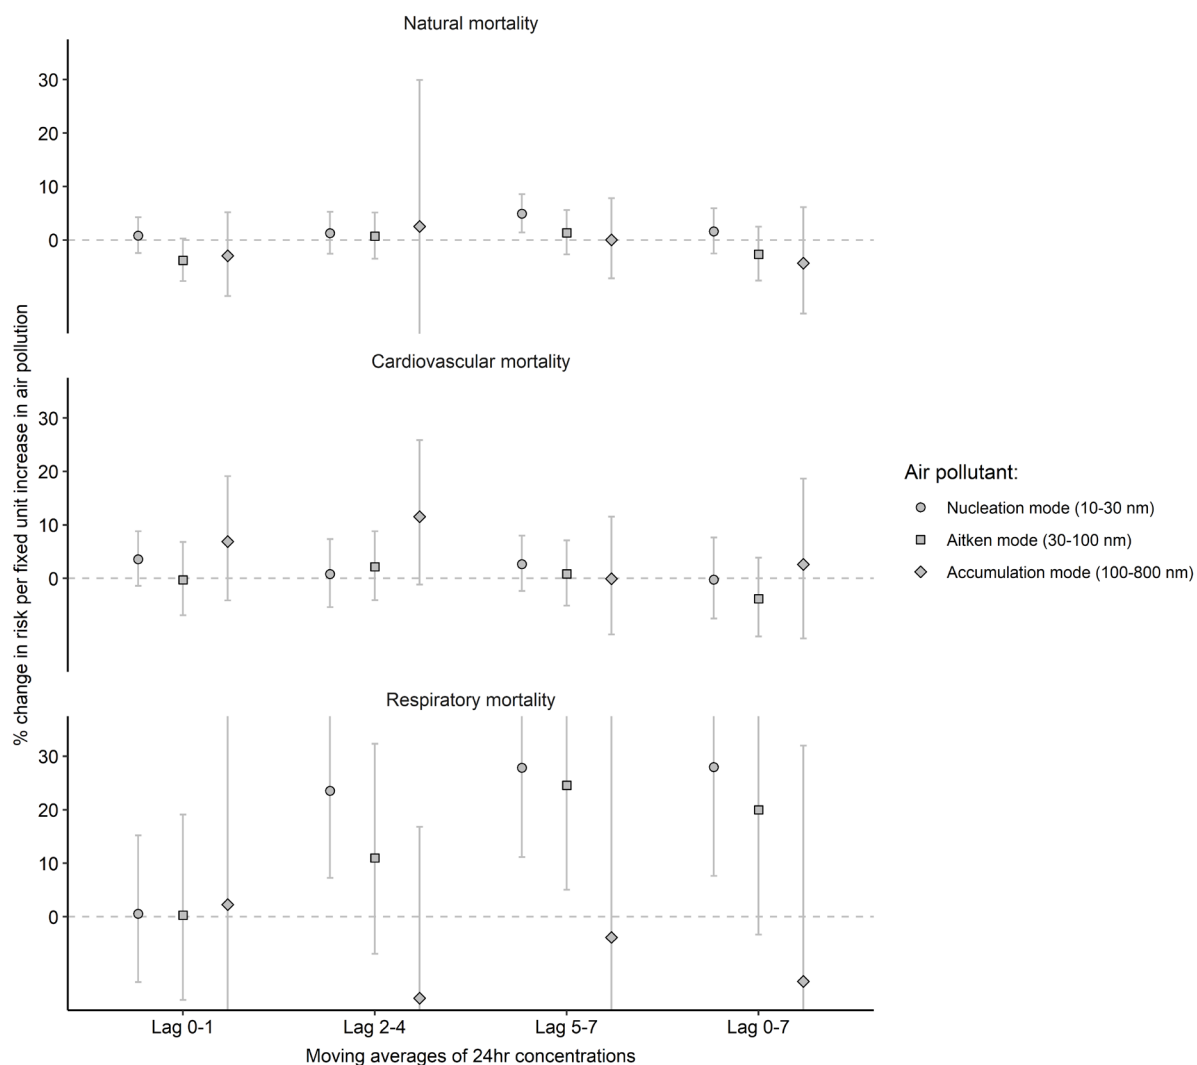 Natural mortality
30
20
10
0
Cardiovascular mortality
30
20
10
0
Respiratory mortality
30
20
10
0
% change in risk per fixed unit increase in air pollution
Lag 0-1 Lag 2-4 Lag 5-7 Lag 0-7
Moving averages of 24hr concentrations
Air pollutant:
Nucleation mode (10-30 nm)
Aitken mode (30-100 nm)
Accumulation mode (100-800 nm)